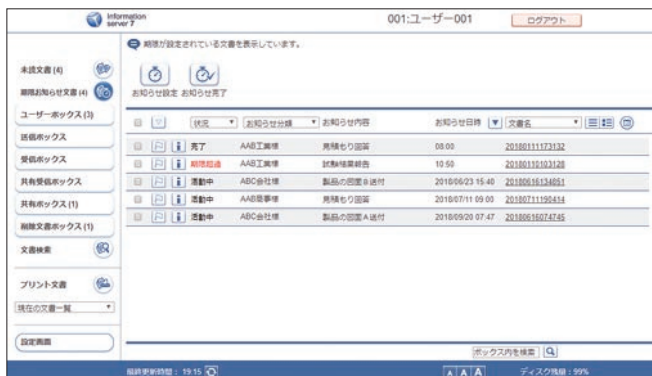 Information server 7
001:ユーザー001
ログアウト
期限が設定されている文書を表示しています。
お知らせ設定 お知らせ完了
未読文書 (4)
期限お知らせ文書 (4)
ユーザーボックス (3)
送信ボックス
受信ボックス
共有受信ボックス
共有ボックス (1)
削除文書ボックス (1)
文書検索
プリント文書
現在の文書一覧
設定画面
状況 お知らせ分類 お知らせ内容 お知らせ日時 文書名
完了 AAB工業様 見積もり回答 08:00 20180111173132
期限超過 AAB工業様 試験結果報告 10:50 20180110103128
活動中 ABC会社様 製品の図面B送付 2018/06/23 15:40 20180616134051
活動中 AAB商事様 見積もり回答 2018/07/11 09:00 20180711190414
活動中 ABC会社様 製品の図面A送付 2018/09/20 07:47 20180616074745
ボックス内を検索
最終更新時間 : 19:15
A A A
ディスク残量 : 99%